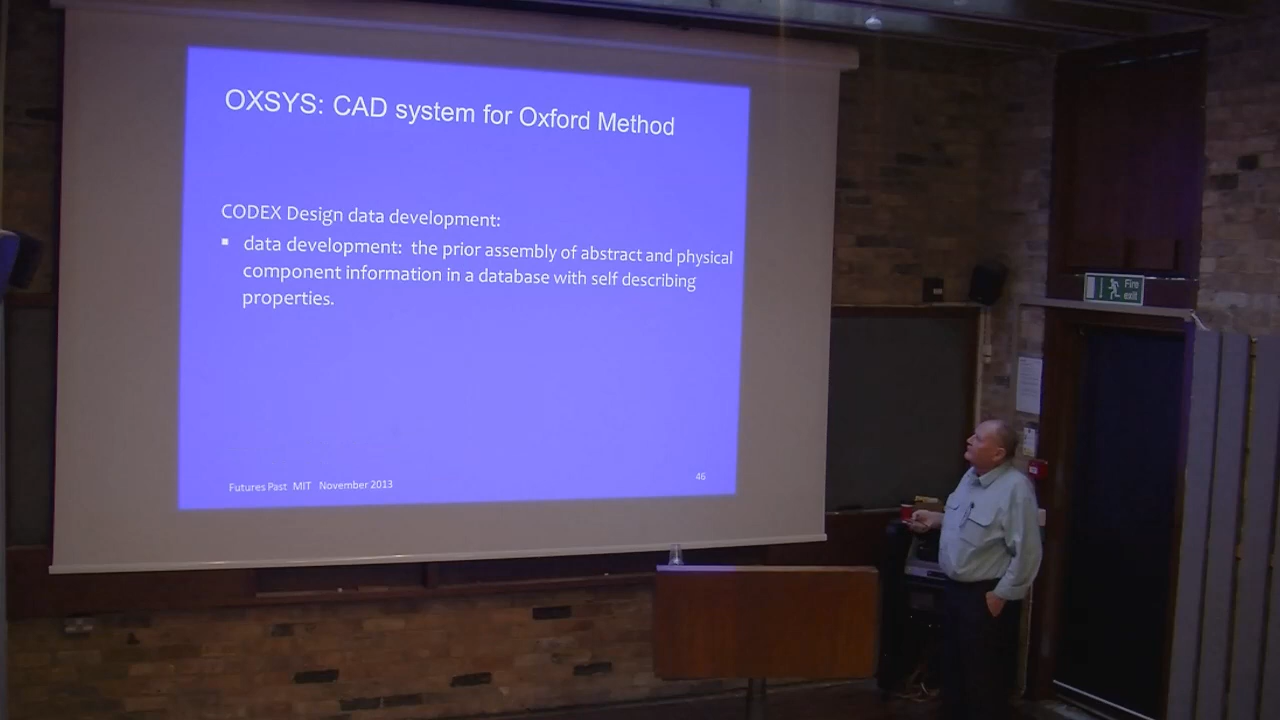 OXSYS: CAD system for Oxford Method
CODEX Design data development:
▪ data development: the prior assembly of abstract and physical
component information in a database with self describing
properties.
Futures Past MIT November 2013
46
Fire
exit